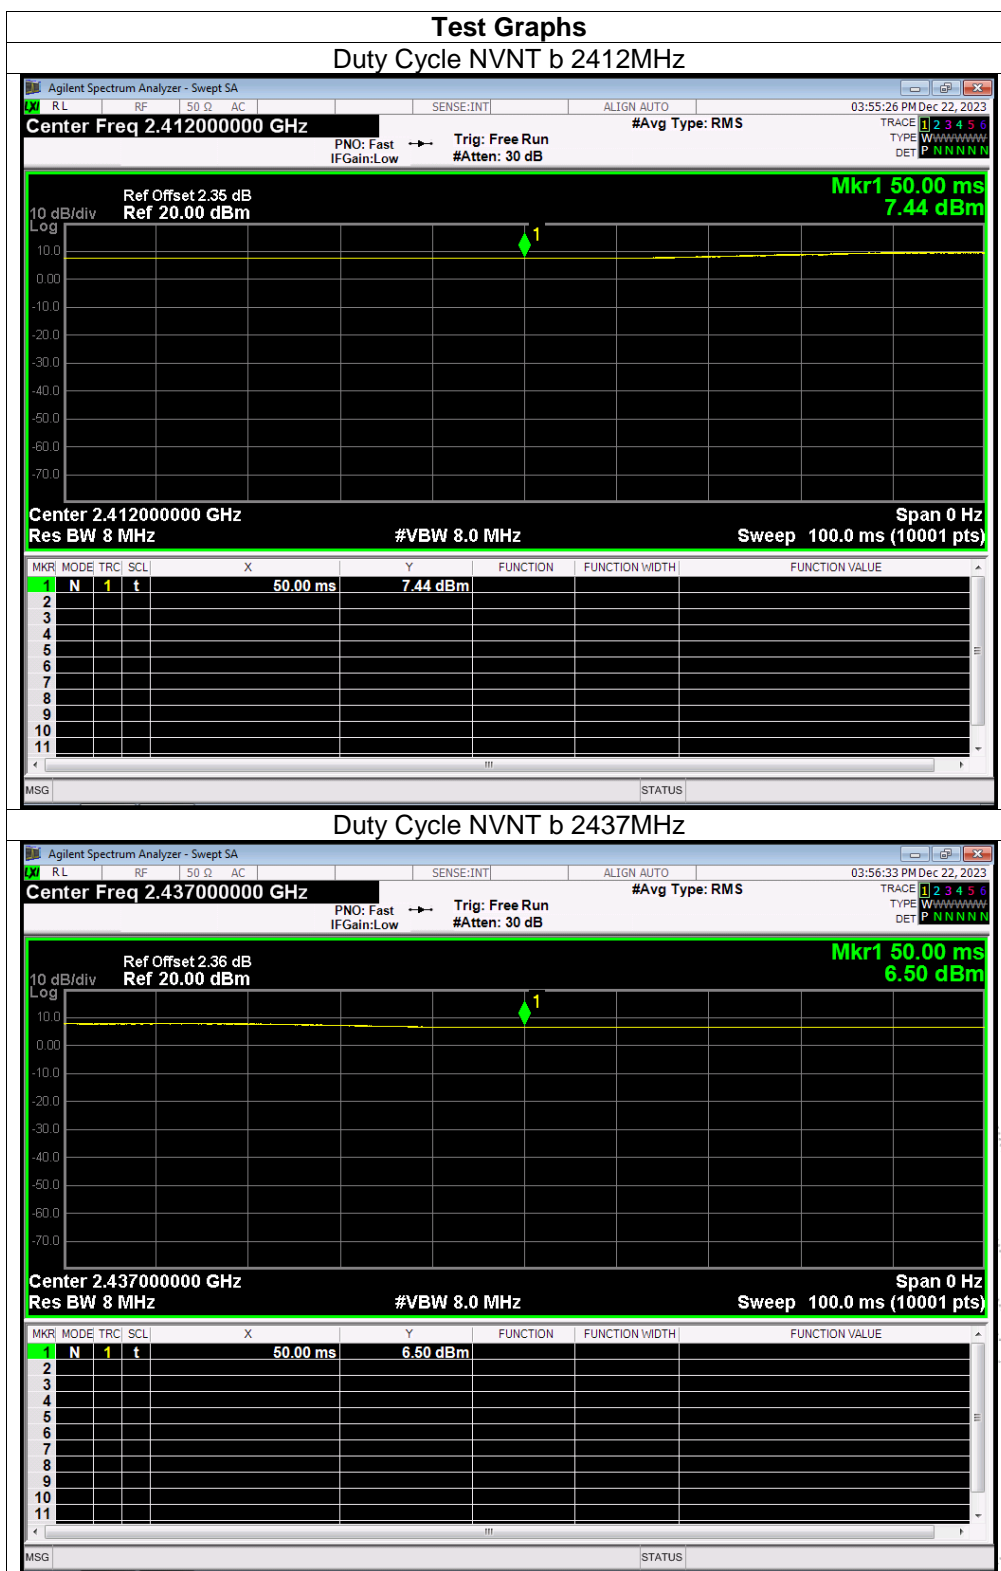 Test Graphs
Duty Cycle NVNT b 2412MHz
Agilent Spectrum Analyzer - Swept SA
LXI RL RF 50 Ω AC SENSE:INT ALIGN AUTO 03:55:26 PM Dec 22, 2023
Center Freq 2.412000000 GHz #Avg Type: RMS TRACE 1 2 3 4 5 6
PNO: Fast Trig: Free Run TYPE WWWWWW
IFGain:Low #Atten: 30 dB DET P N N N N N
Mkr1 50.00 ms
Ref Offset 2.35 dB
10 dB/div Ref 20.00 dBm 7.44 dBm
Log
1
10.0
0.00
-10.0
-20.0
-30.0
-40.0
-50.0
-60.0
-70.0
Center 2.412000000 GHz Span 0 Hz
Res BW 8 MHz #VBW 8.0 MHz Sweep 100.0 ms (10001 pts)
MKR MODE TRC SCL X Y FUNCTION FUNCTION WIDTH FUNCTION VALUE
1 N 1 t 50.00 ms 7.44 dBm
2
3
4
5
6
7
8
9
10
11
MSG STATUS
Duty Cycle NVNT b 2437MHz
Agilent Spectrum Analyzer - Swept SA
LXI RL RF 50 Ω AC SENSE:INT ALIGN AUTO 03:56:33 PM Dec 22, 2023
Center Freq 2.437000000 GHz #Avg Type: RMS TRACE 1 2 3 4 5 6
PNO: Fast Trig: Free Run TYPE WWWWWW
IFGain:Low #Atten: 30 dB DET P N N N N N
Mkr1 50.00 ms
Ref Offset 2.36 dB
10 dB/div Ref 20.00 dBm 6.50 dBm
Log
1
10.0
0.00
-10.0
-20.0
-30.0
-40.0
-50.0
-60.0
-70.0
Center 2.437000000 GHz Span 0 Hz
Res BW 8 MHz #VBW 8.0 MHz Sweep 100.0 ms (10001 pts)
MKR MODE TRC SCL X Y FUNCTION FUNCTION WIDTH FUNCTION VALUE
1 N 1 t 50.00 ms 6.50 dBm
2
3
4
5
6
7
8
9
10
11
MSG STATUS